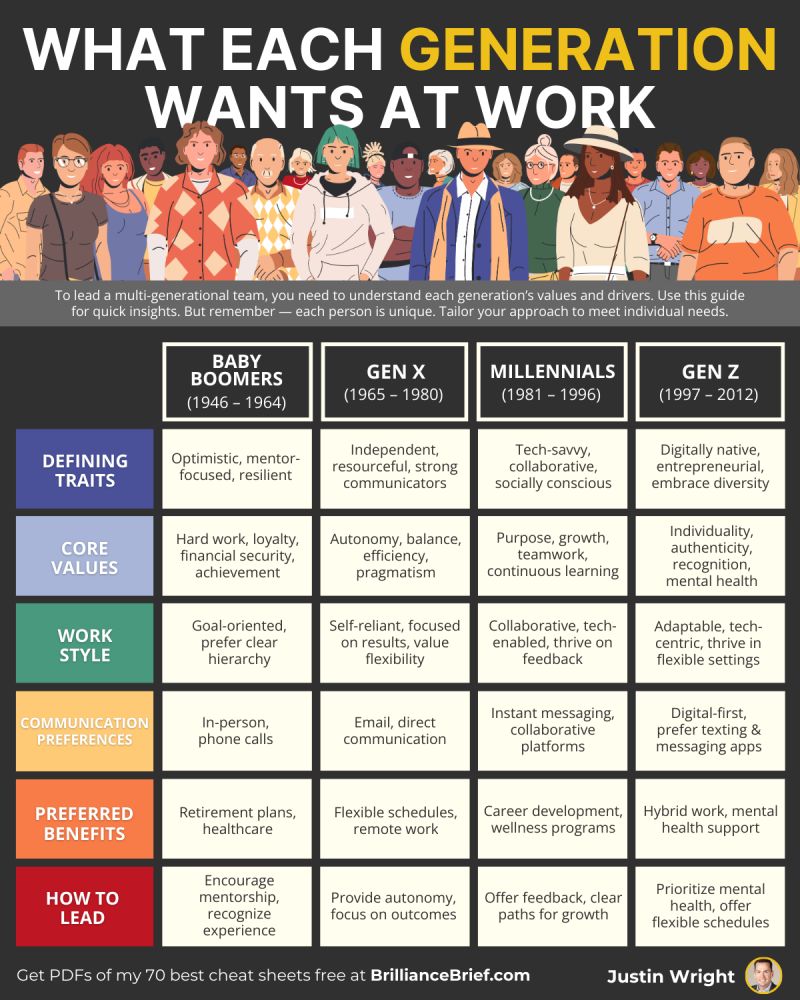 WHAT EACH GENERATION
WANTS AT WORK
To lead a multi-generational team, you need to understand each generation's values and drivers. Use this guide
for quick insights. But remember — each person is unique. Tailor your approach to meet individual needs.
BABY
BOOMERS
(1946 – 1964)
GEN X
(1965 – 1980)
MILLENNIALS
(1981 – 1996)
GEN Z
(1997 – 2012)
DEFINING
TRAITS
Optimistic, mentor-
focused, resilient
Independent,
resourceful, strong
communicators
Tech-savvy,
collaborative,
socially conscious
Digitally native,
entrepreneurial,
embrace diversity
CORE
VALUES
Hard work, loyalty,
financial security,
achievement
Autonomy, balance,
efficiency,
pragmatism
Purpose, growth,
teamwork,
continuous learning
Individuality,
authenticity,
recognition,
mental health
WORK
STYLE
Goal-oriented,
prefer clear
hierarchy
Self-reliant, focused
on results, value
flexibility
Collaborative, tech-
enabled, thrive on
feedback
Adaptable, tech-
centric, thrive in
flexible settings
COMMUNICATION
PREFERENCES
In-person,
phone calls
Email, direct
communication
Instant messaging,
collaborative
platforms
Digital-first,
prefer texting &
messaging apps
PREFERRED
BENEFITS
Retirement plans,
healthcare
Flexible schedules,
remote work
Career development,
wellness programs
Hybrid work, mental
health support
HOW TO
LEAD
Encourage
mentorship,
recognize
experience
Provide autonomy,
focus on outcomes
Offer feedback, clear
paths for growth
Prioritize mental
health, offer
flexible schedules
Get PDFs of my 70 best cheat sheets free at BrillianceBrief.com
Justin Wright